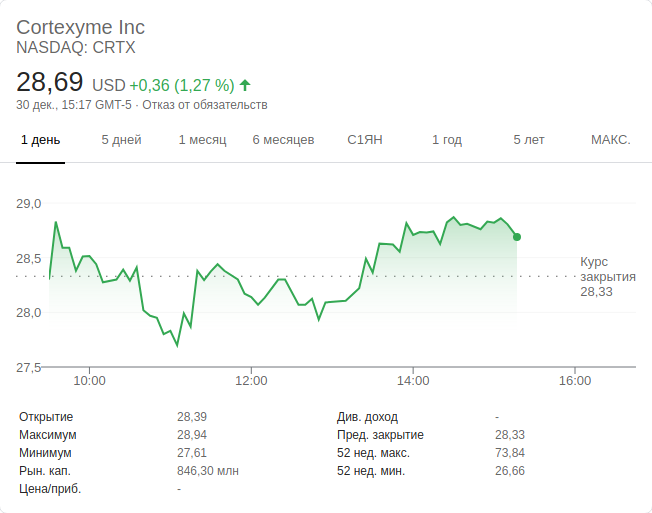 Cortexyme Inc
NASDAQ: CRTX
28,69 USD +0,36 (1,27 %)
30 дек., 15:17 GMT-5 · Отказ от обязательств
1 день 5 дней 1 месяц 6 месяцев С1ЯН 1 год 5 лет МАКС.
29,0
28,5
28,0
27,5
Курс
закрытия
28,33
10:00 12:00 14:00 16:00
Открытие 28,39
Максимум 28,94
Минимум 27,61
Рын. кап. 846,30 млн
Цена/приб. -
Див. доход -
Пред. закрытие 28,33
52 нед. макс. 73,84
52 нед. мин. 26,66